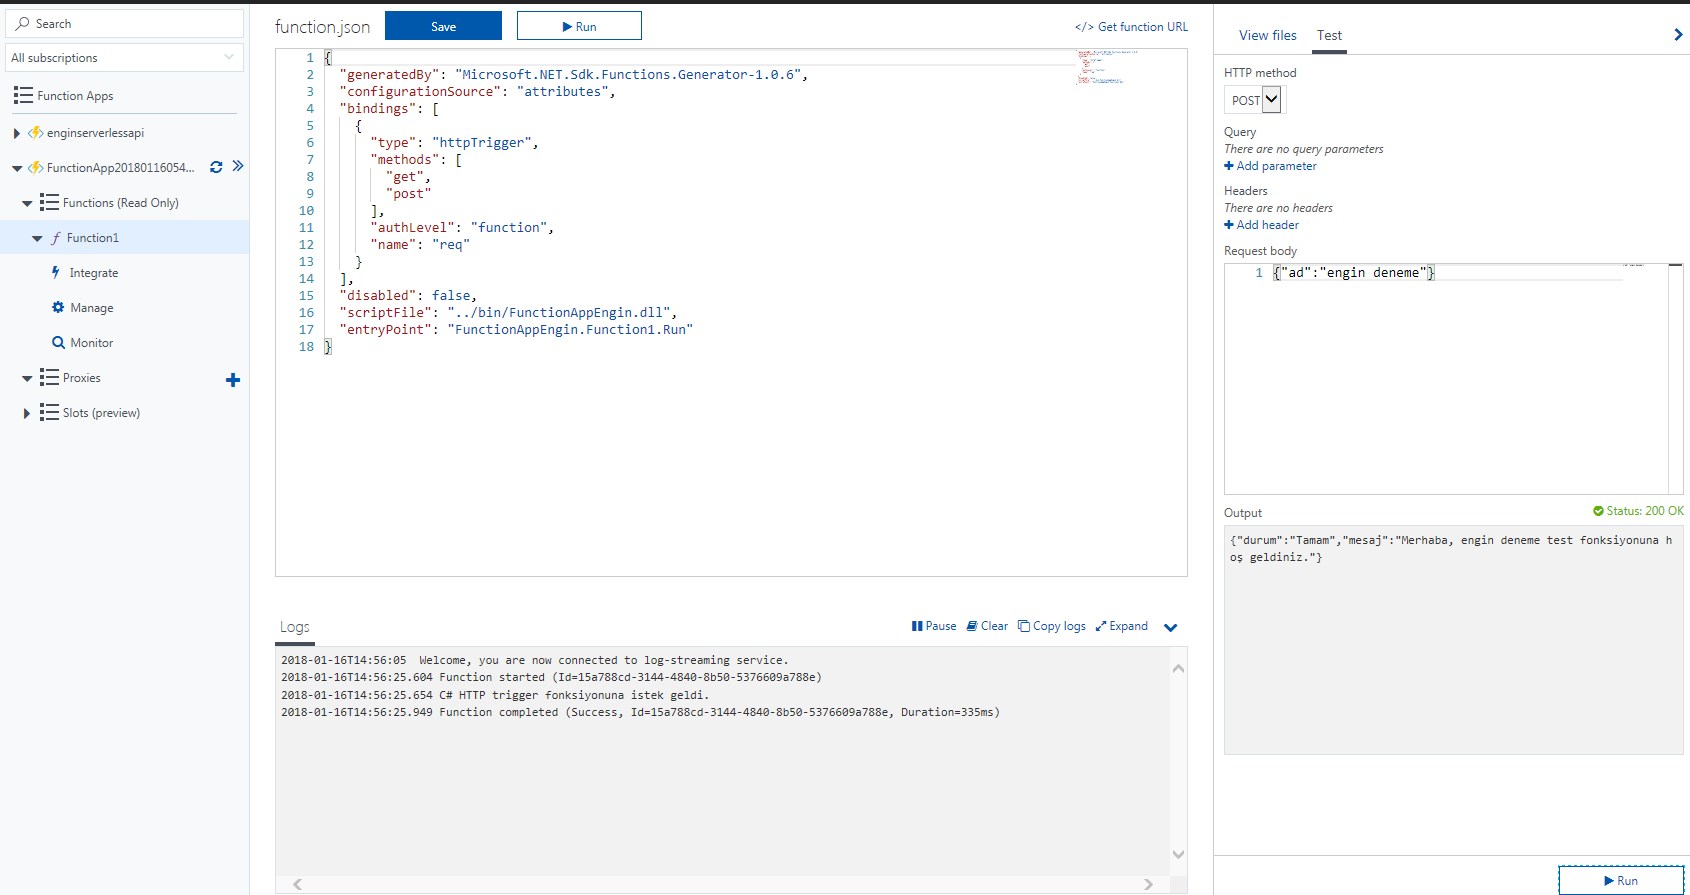 Search
All subscriptions
Function Apps
enginserverlessapi
FunctionApp20180116054...
Functions (Read Only)
Function1
Integrate
Manage
Monitor
Proxies
Slots (preview)
function.json Save Run </> Get function URL
1 {
2 "generatedBy": "Microsoft.NET.Sdk.Functions.Generator-1.0.6",
3 "configurationSource": "attributes",
4 "bindings": [
5 {
6 "type": "httpTrigger",
7 "methods": [
8 "get",
9 "post"
10 ],
11 "authLevel": "function",
12 "name": "req"
13 }
14 ],
15 "disabled": false,
16 "scriptFile": "../bin/FunctionAppEngin.dll",
17 "entryPoint": "FunctionAppEngin.Function1.Run"
18 }
Logs Pause Clear Copy logs Expand
2018-01-16T14:56:05 Welcome, you are now connected to log-streaming service.
2018-01-16T14:56:25.604 Function started (Id=15a788cd-3144-4840-8b50-5376609a788e)
2018-01-16T14:56:25.654 C# HTTP trigger fonksiyonuna istek geldi.
2018-01-16T14:56:25.949 Function completed (Success, Id=15a788cd-3144-4840-8b50-5376609a788e, Duration=335ms)
View files Test
HTTP method
POST
Query
There are no query parameters
Add parameter
Headers
There are no headers
Add header
Request body
1 {"ad":"engin deneme"}
Output Status: 200 OK
{"durum":"Tamam","mesaj":"Merhaba, engin deneme test fonksiyonuna h
oş geldiniz."}
Run